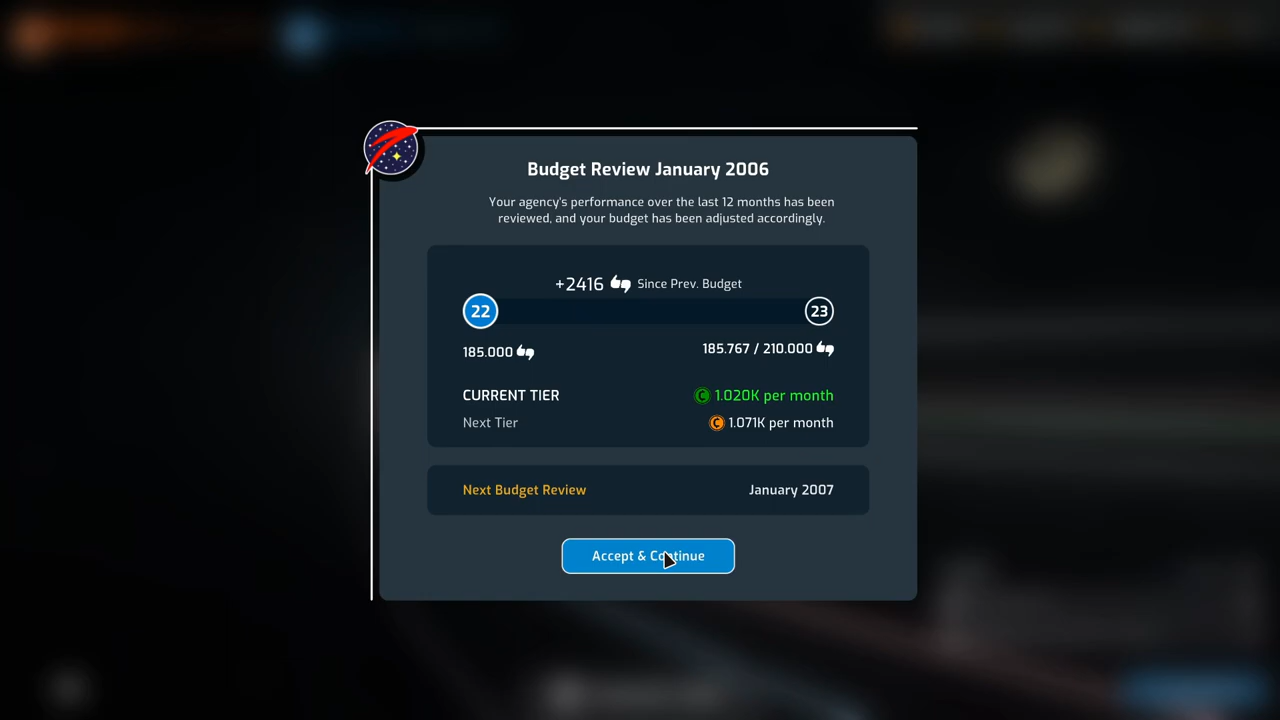 Budget Review January 2006
Your agency's performance over the last 12 months has been
reviewed, and your budget has been adjusted accordingly.
+2416 Since Prev. Budget
22 23
185.000 185.767 / 210.000
CURRENT TIER 1.020K per month
Next Tier 1.071K per month
Next Budget Review January 2007
Accept & Continue